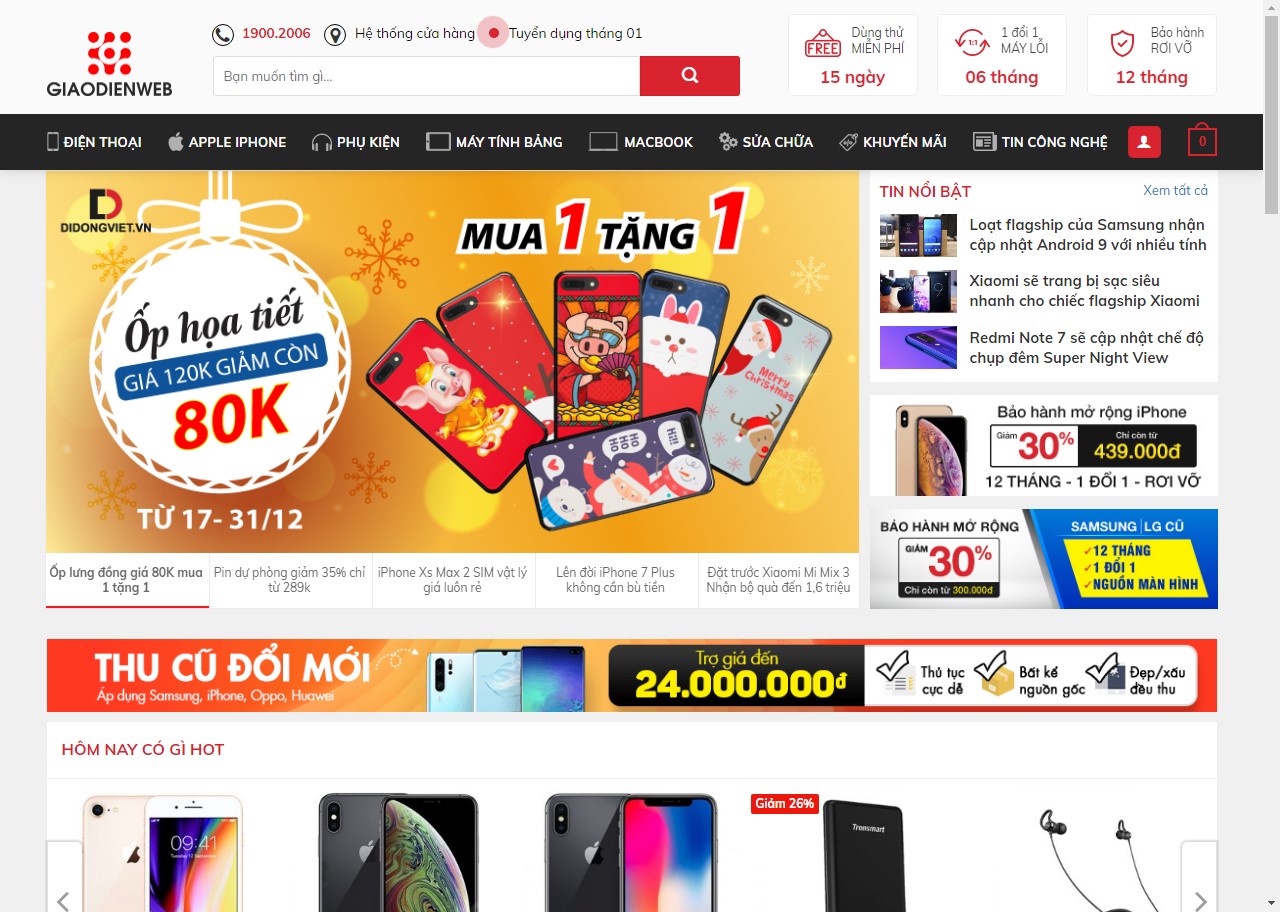 GIAODIENWEB
1900.2006
Hệ thống cửa hàng
Tuyển dụng tháng 01
Bạn muốn tìm gì...
FREE
Dùng thử
MIỄN PHÍ
15 ngày
1:1
1 đổi 1
MÁY LỖI
06 tháng
Bảo hành
RƠI VỠ
12 tháng
ĐIỆN THOẠI
APPLE IPHONE
PHỤ KIỆN
MÁY TÍNH BẢNG
MACBOOK
SỬA CHỮA
KHUYẾN MÃI
TIN CÔNG NGHỆ
0
DIDONGVIET.VN
MUA 1 TẶNG 1
Ốp họa tiết
GIÁ 120K GIẢM CÒN
80K
TỪ 17- 31/12
Merry
Christmas
HO
HO
HO
Hi!
Ốp lưng đồng giá 80K mua
1 tặng 1
Pin dự phòng giảm 35% chỉ
từ 289k
iPhone Xs Max 2 SIM vật lý
giá luôn rẻ
Lên đời iPhone 7 Plus
không cần bù tiền
Đặt trước Xiaomi Mi Mix 3
Nhận bộ quà đến 1,6 triệu
TIN NỔI BẬT
Xem tất cả
Loạt flagship của Samsung nhận
cập nhật Android 9 với nhiều tính
Xiaomi sẽ trang bị sạc siêu
nhanh cho chiếc flagship Xiaomi
Redmi Note 7 sẽ cập nhật chế độ
chụp đêm Super Night View
Bảo hành mở rộng iPhone
Giảm 30%
Chỉ còn từ
439.000đ
12 THÁNG - 1 ĐỔI 1 - RƠI VỠ
BẢO HÀNH MỞ RỘNG
GIẢM 30%
Chỉ còn từ 300.000đ
SAMSUNG LG CŨ
12 THÁNG
1 ĐỔI 1
NGUỒN MÀN HÌNH
THU CŨ ĐỔI MỚI
Áp dụng Samsung, iPhone, Oppo, Huawei
Trợ giá đến
24.000.000đ
Thủ tục
cực dễ
Bất kể
nguồn gốc
Đẹp/xấu
đều thu
HÔM NAY CÓ GÌ HOT
09:41
Giảm 26%
Tronsmart